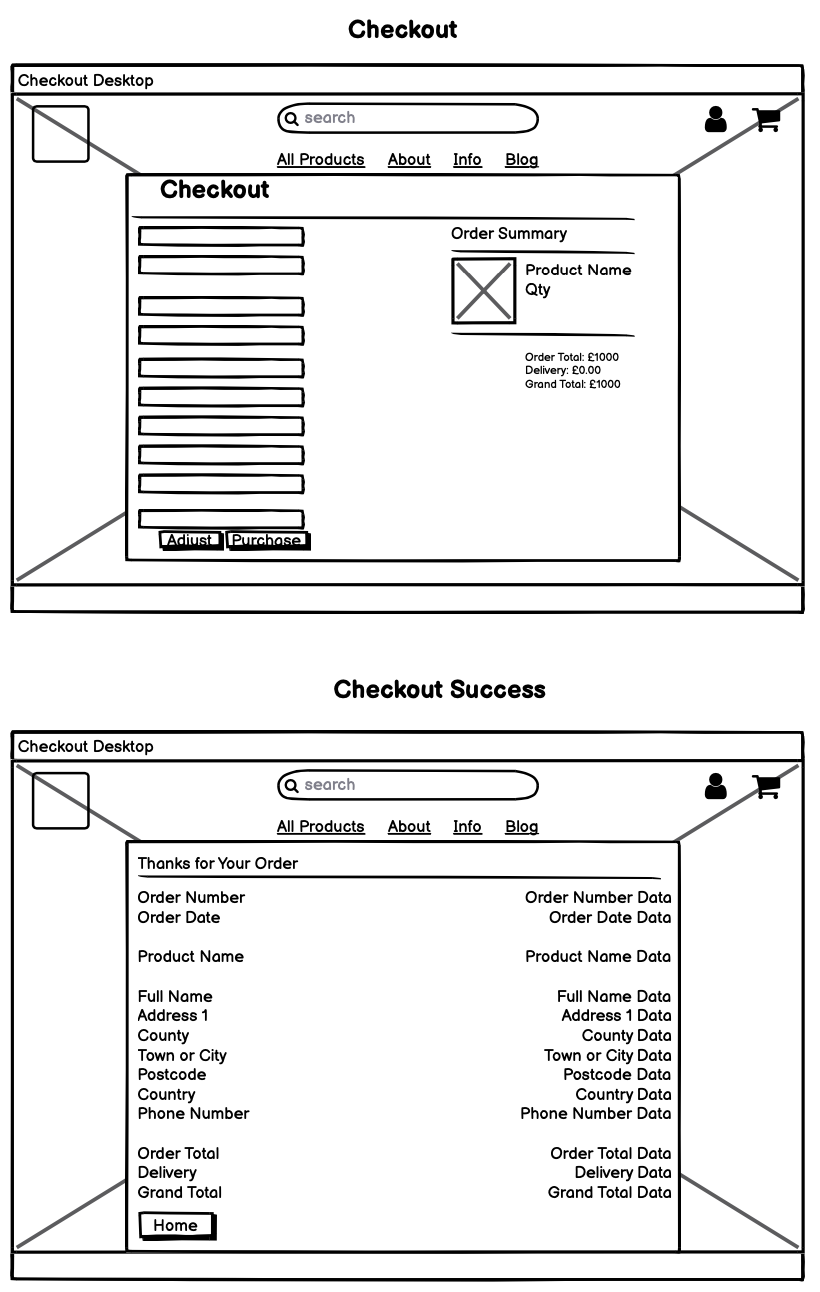 Checkout
Checkout Desktop
search
All Products About Info Blog
Checkout
Order Summary
Product Name
Qty
Order Total: £1000
Delivery: £0.00
Grand Total: £1000
Adjust Purchase
Checkout Success
Checkout Desktop
search
All Products About Info Blog
Thanks for Your Order
Order Number Order Number Data
Order Date Order Date Data
Product Name Product Name Data
Full Name Full Name Data
Address 1 Address 1 Data
County County Data
Town or City Town or City Data
Postcode Postcode Data
Country Country Data
Phone Number Phone Number Data
Order Total Order Total Data
Delivery Delivery Data
Grand Total Grand Total Data
Home